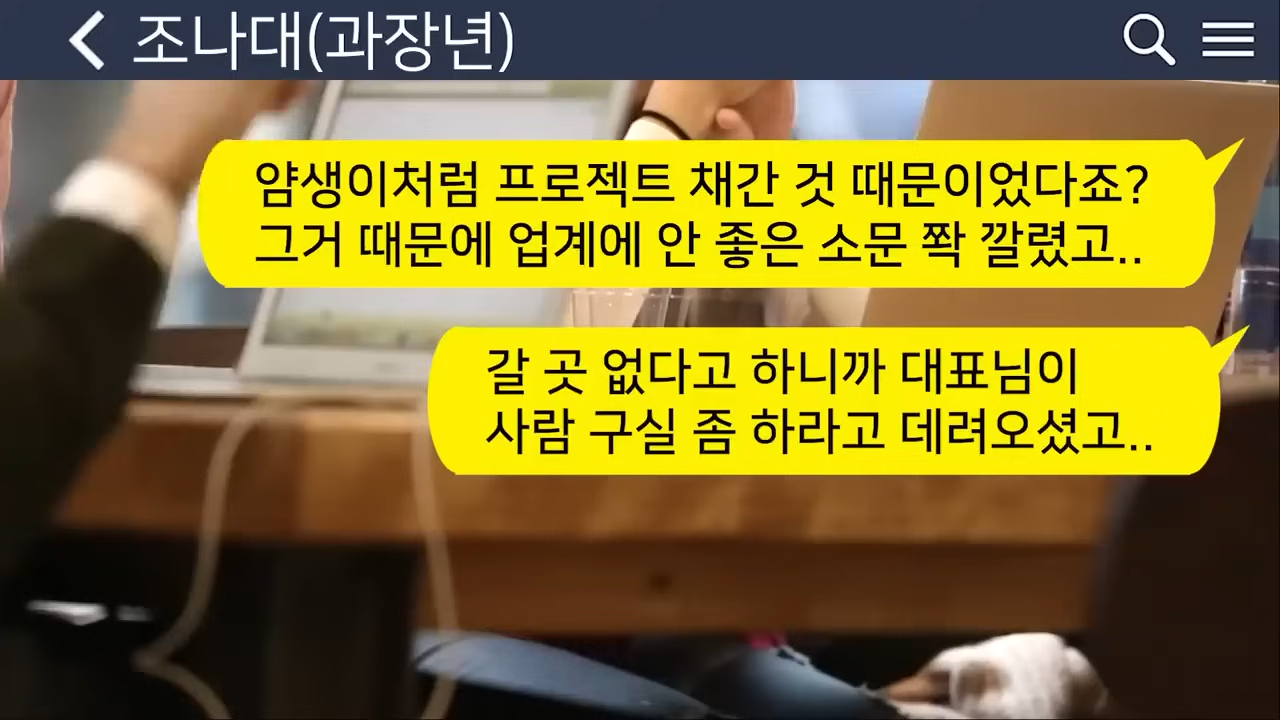 조나대(과장년)
얌생이처럼 프로젝트 채간 것 때문이었다죠?
그거 때문에 업계에 안 좋은 소문 쫙 깔렸고..
갈 곳 없다고 하니까 대표님이
사람 구실 좀 하라고 데려오셨고..